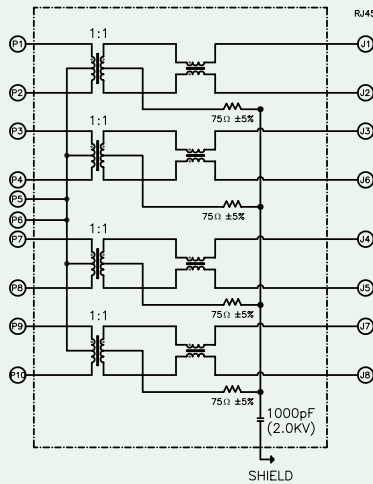 RJ45
P1
1:1
J1
P2
J2
75Ω ±5%
P3
1:1
J3
P4
J6
P5
75Ω ±5%
P6
P7
1:1
J4
P8
J5
75Ω ±5%
P9
1:1
J7
P10
J8
75Ω ±5%
1000pF
(2.0KV)
SHIELD